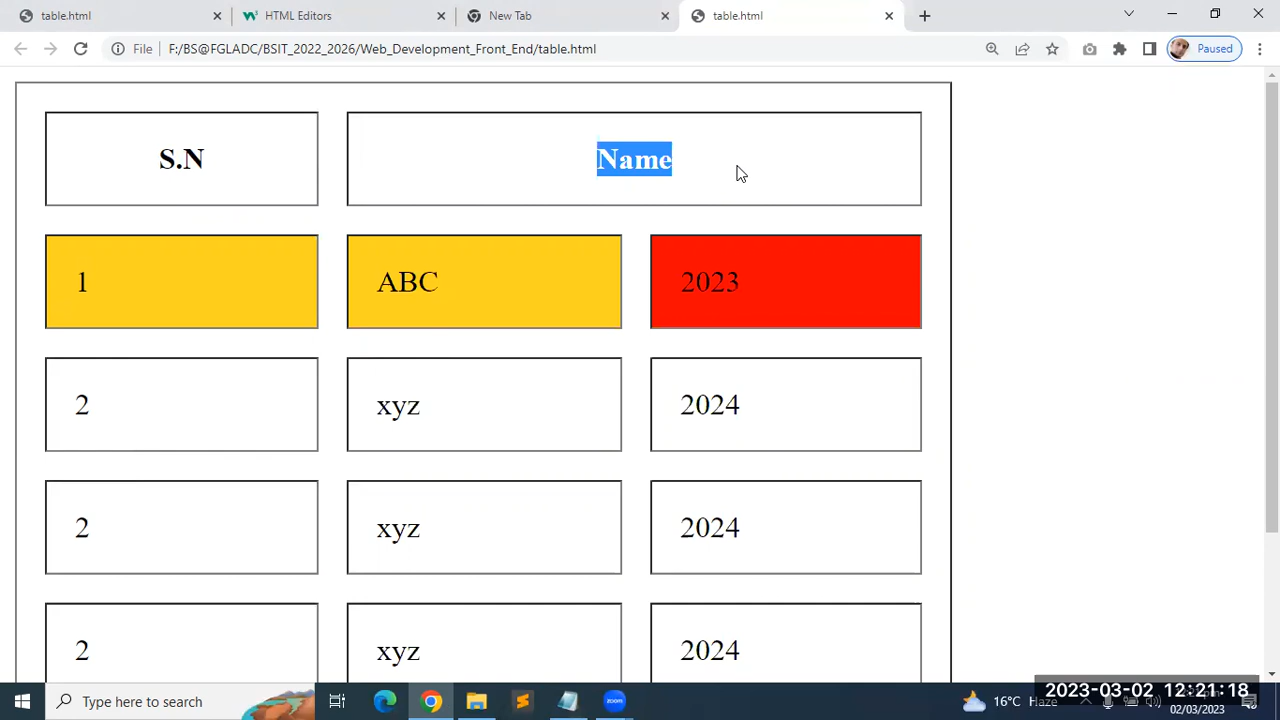 table.html
HTML Editors
New Tab
table.html
File
F:/BS@FGLADC/BSIT_2022_2026/Web_Development_Front_End/table.html
Paused
S.N Name
1 ABC 2023
2 xyz 2024
2 xyz 2024
2 xyz 2024
Type here to search
zoom
16°C Haze
2023-03-02 12:21:18
02/03/2023